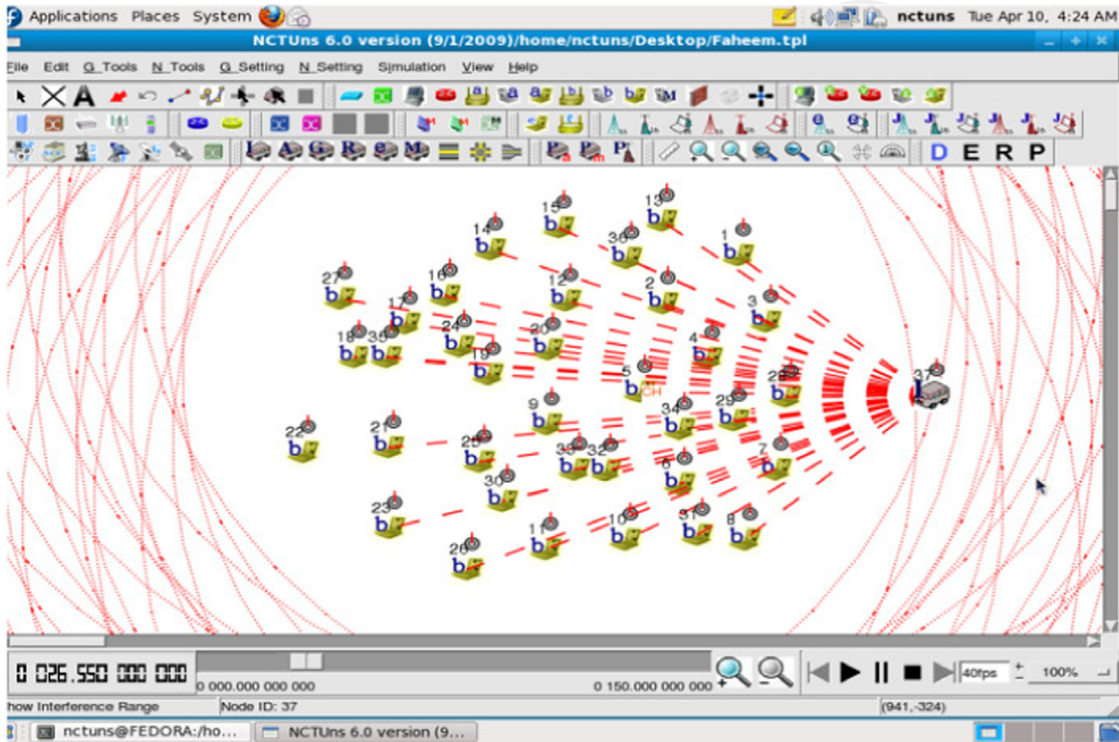 Applications Places System nctuns Tue Apr 10, 4:24 AM
NCTUns 6.0 version (9/1/2009)/home/nctuns/Desktop/Faheem.tpl
File Edit G_Tools N_Tools G_Setting N_Setting Simulation View Help
I A G R e M D E R P
15 13
14 36 1
27 16 12 2
17 3
18 35 24 20 4
19 5 CH 28 37
9 34 29
22 21 25 33 32 6 7
30
23 11 10 31 8
26
0 026.550 000 000
0 000.000 000 000 0 150.000 000 000 40fps 100%
how Interference Range Node ID: 37 (941,-324)
nctuns@FEDORA:/ho... NCTUns 6.0 version (9...